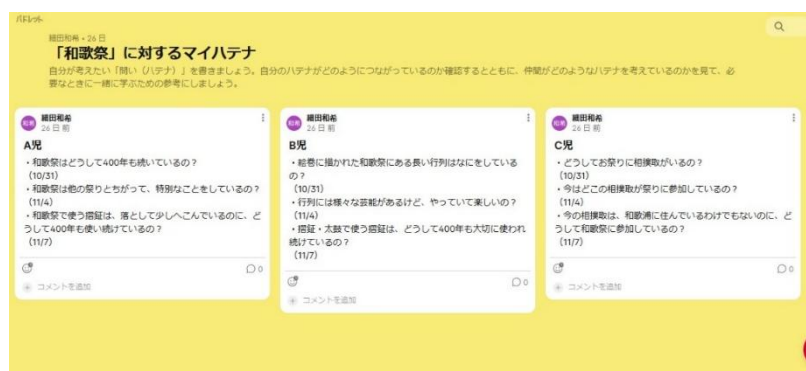 パドレット
細田和希・26日
「和歌祭」に対するマイハテナ
自分が考えたい「問い(ハテナ)」を書きましょう。自分のハテナがどのようにつながっているのか確認するとともに、仲間がどのようなハテナを考えているのかを見て、必
要なときに一緒に学ぶための参考にしましょう。
和希
細田和希
26日前
A児
・和歌祭はどうして400年も続いているの?
(10/31)
・和歌祭は他の祭りとちがって、特別なことをしているの?
(11/4)
・和歌祭で使う摺鉦は、落として少しへこんでいるのに、ど
うして400年も使い続けているの?
(11/7)
0
コメントを追加
和希
細田和希
26日前
B児
・絵巻に描かれた和歌祭にある長い行列はなにをしている
の?
(10/31)
・行列には様々な芸能があるけど、やっていて楽しいの?
(11/4)
・摺鉦・太鼓で使う摺鉦は、どうして400年も大切に使われ
続けているの?
(11/7)
0
コメントを追加
和希
細田和希
26日前
C児
・どうしてお祭りに相撲取がいるの?
(10/31)
・今はどこの相撲取が祭りに参加しているの?
(11/4)
・今の相撲取は、和歌浦に住んでいるわけでもないのに、ど
うして和歌祭に参加しているの?
(11/7)
0
コメントを追加